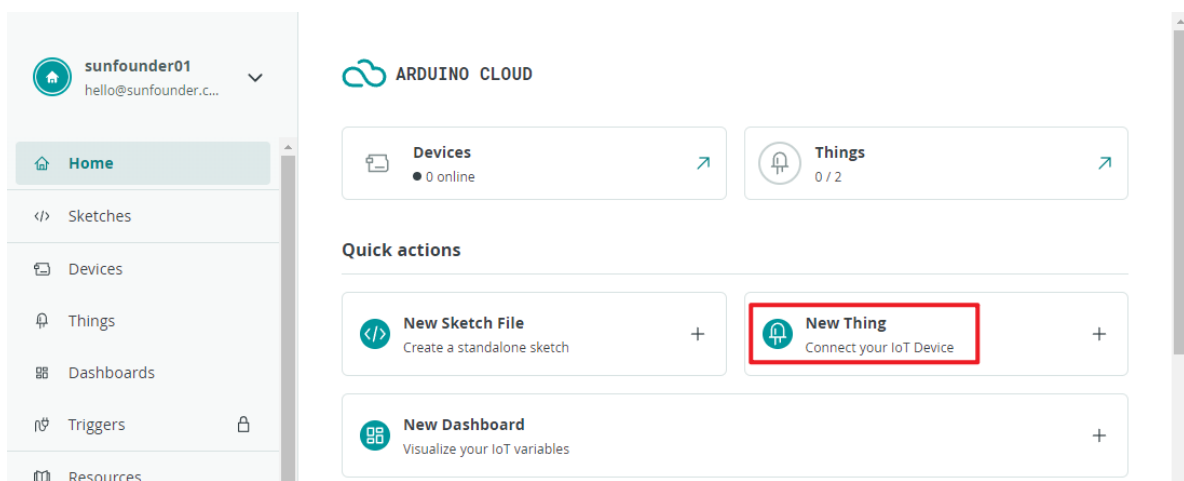 sunfounder01
hello@sunfounder.c...
Home
Sketches
Devices
Things
Dashboards
Triggers
Resources
ARDUINO CLOUD
Devices
0 online
Things
0 / 2
Quick actions
New Sketch File
Create a standalone sketch
New Thing
Connect your IoT Device
New Dashboard
Visualize your IoT variables